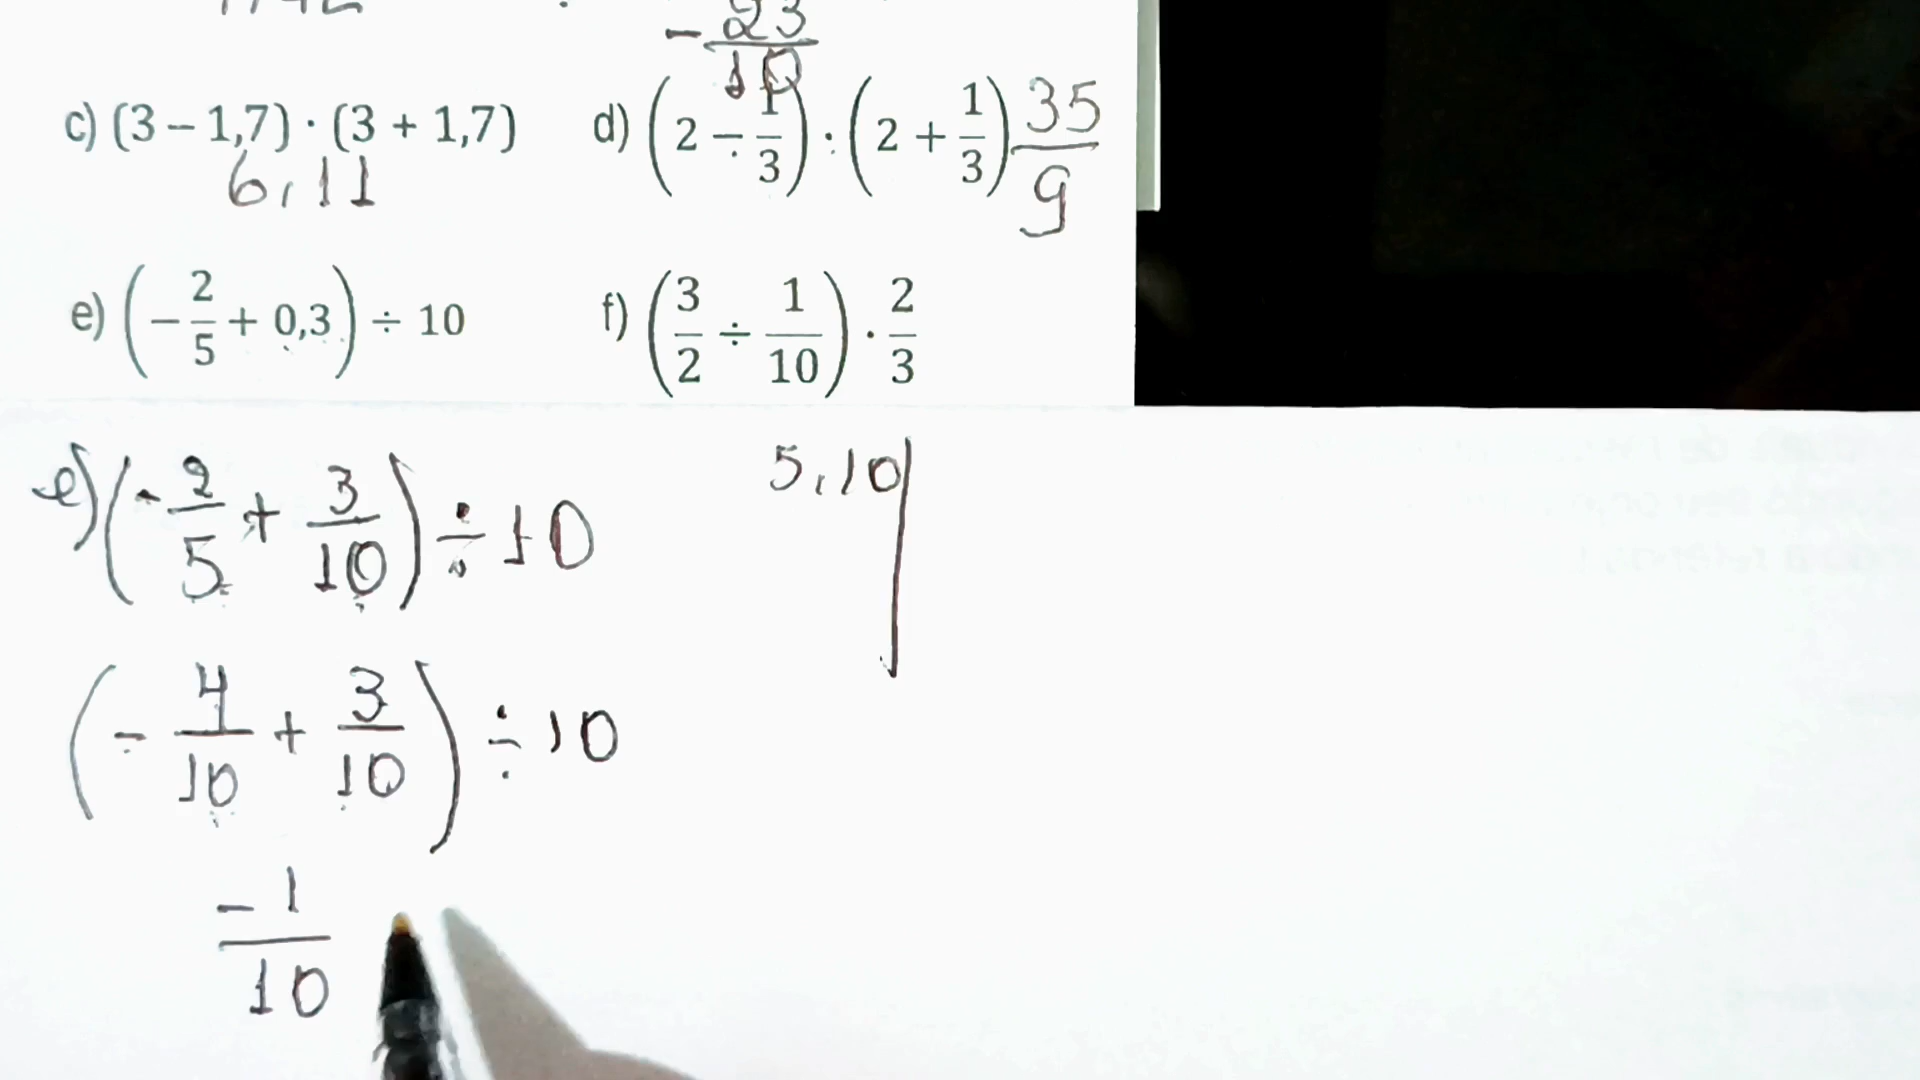 - 23/10
c) (3 – 1,7) · (3 + 1,7)
6,11
d) (2 – 1/3) · (2 + 1/3) 35/9
e) (– 2/5 + 0,3) ÷ 10
f) (3/2 ÷ 1/10) · 2/3
e) (- 2/5 + 3/10) ÷ 10
5,10
(- 4/10 + 3/10) ÷ 10
-1/10